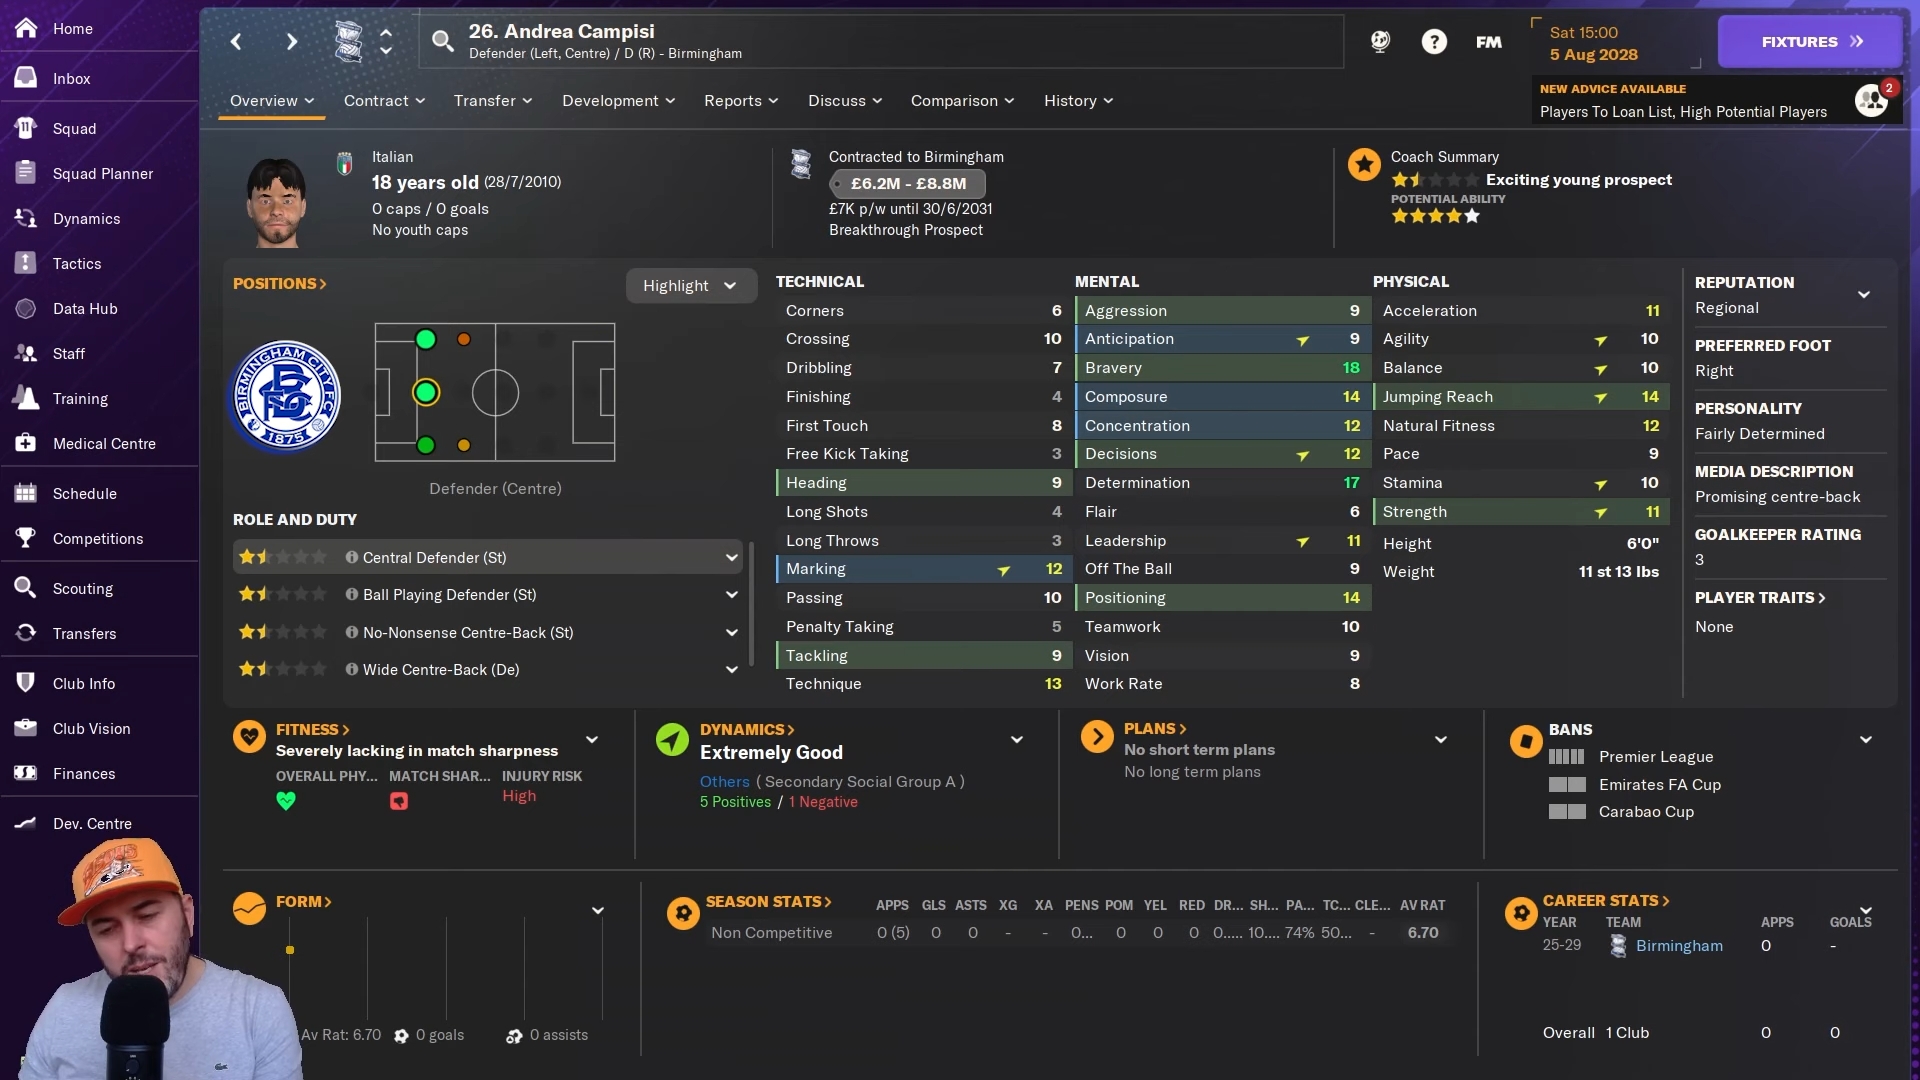 Home
Inbox
Squad
Squad Planner
Dynamics
Tactics
Data Hub
Staff
Training
Medical Centre
Schedule
Competitions
Scouting
Transfers
Club Info
Club Vision
Finances
Dev. Centre
26. Andrea Campisi
Defender (Left, Centre) / D (R) - Birmingham
?
FM
Sat 15:00
5 Aug 2028
FIXTURES
Overview
Contract
Transfer
Development
Reports
Discuss
Comparison
History
NEW ADVICE AVAILABLE
Players To Loan List, High Potential Players
2
Italian
18 years old (28/7/2010)
0 caps / 0 goals
No youth caps
Contracted to Birmingham
£6.2M - £8.8M
£7K p/w until 30/6/2031
Breakthrough Prospect
Coach Summary
Exciting young prospect
POTENTIAL ABILITY
POSITIONS
Highlight
BIRMINGHAM CITY FC
1875
Defender (Centre)
ROLE AND DUTY
Central Defender (St)
Ball Playing Defender (St)
No-Nonsense Centre-Back (St)
Wide Centre-Back (De)
TECHNICAL
Corners 6
Crossing 10
Dribbling 7
Finishing 4
First Touch 8
Free Kick Taking 3
Heading 9
Long Shots 4
Long Throws 3
Marking 12
Passing 10
Penalty Taking 5
Tackling 9
Technique 13
MENTAL
Aggression 9
Anticipation 9
Bravery 18
Composure 14
Concentration 12
Decisions 12
Determination 17
Flair 6
Leadership 11
Off The Ball 9
Positioning 14
Teamwork 10
Vision 9
Work Rate 8
PHYSICAL
Acceleration 11
Agility 10
Balance 10
Jumping Reach 14
Natural Fitness 12
Pace 9
Stamina 10
Strength 11
Height 6'0"
Weight 11 st 13 lbs
REPUTATION
Regional
PREFERRED FOOT
Right
PERSONALITY
Fairly Determined
MEDIA DESCRIPTION
Promising centre-back
GOALKEEPER RATING
3
PLAYER TRAITS
None
FITNESS
Severely lacking in match sharpness
OVERALL PHY... MATCH SHAR... INJURY RISK
High
DYNAMICS
Extremely Good
Others ( Secondary Social Group A )
5 Positives / 1 Negative
PLANS
No short term plans
No long term plans
BANS
Premier League
Emirates FA Cup
Carabao Cup
FORM
Av Rat: 6.70 0 goals 0 assists
SEASON STATS APPS GLS ASTS XG XA PENS POM YEL RED DR... SH... PA... TC... CLE... AV RAT
Non Competitive 0 (5) 0 0 - - 0... 0 0 0 0..... 10.... 74% 50... - 6.70
CAREER STATS
YEAR TEAM APPS GOALS
25-29 Birmingham 0 -
Overall 1 Club 0 0